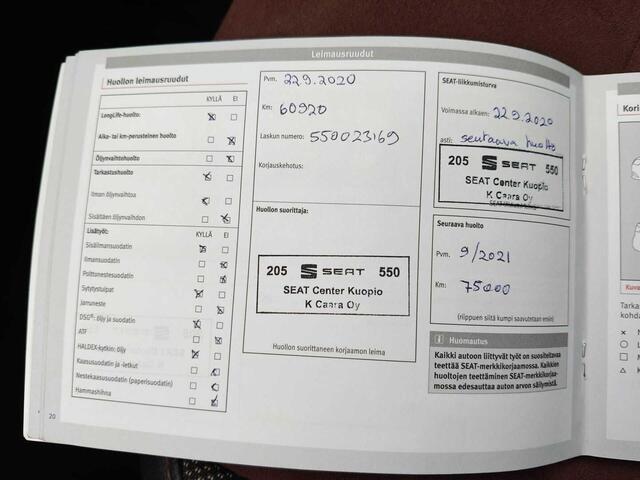 Leimausruudut
Huollon leimausruudut
KYLLÄ EI
LongLife-huolto:
Aika- tai km-perusteinen huolto
Öljynvaihtohuolto
Tarkastushuolto
Ilman öljynvaihtoa
Sisältäen öljynvaihdon
Lisätyöt: KYLLÄ EI
Sisäilmansuodatin
Ilmansuodatin
Polttonestesuodatin
Sytytystulpat
Jarruneste
DSG®: öljy ja suodatin
ATF
HALDEX-kytkin: öljy
Kaasusuodatin ja -letkut
Nestekaasusuodatin (paperisuodatin)
Hammashihna
20
Pvm. 22.9.2020
Km: 60920
Laskun numero: 550023169
Korjauskehotus:
Huollon suorittaja:
205 SEAT 550
SEAT Center Kuopio
K Caara Oy
Huollon suorittaneen korjaamon leima
SEAT-liikkumisturva
Voimassa alkaen: 22.9.2020
asti: seuraava huolto
205 SEAT 550
SEAT Center Kuopio
K Caara Oy
Seuraava huolto
Pvm. 9/2021
Km: 75000
(riippuen siitä kumpi saavutetaan ensin)
Huomautus
Kaikki autoon liittyvät työt on suositeltavaa
teettää SEAT-merkkikorjaamossa. Kaikkien
huoltojen teettäminen SEAT-merkkikorjaa-
mossa edesauttaa auton arvon säilymistä.
Kori
Kuva
Tarka
kohda